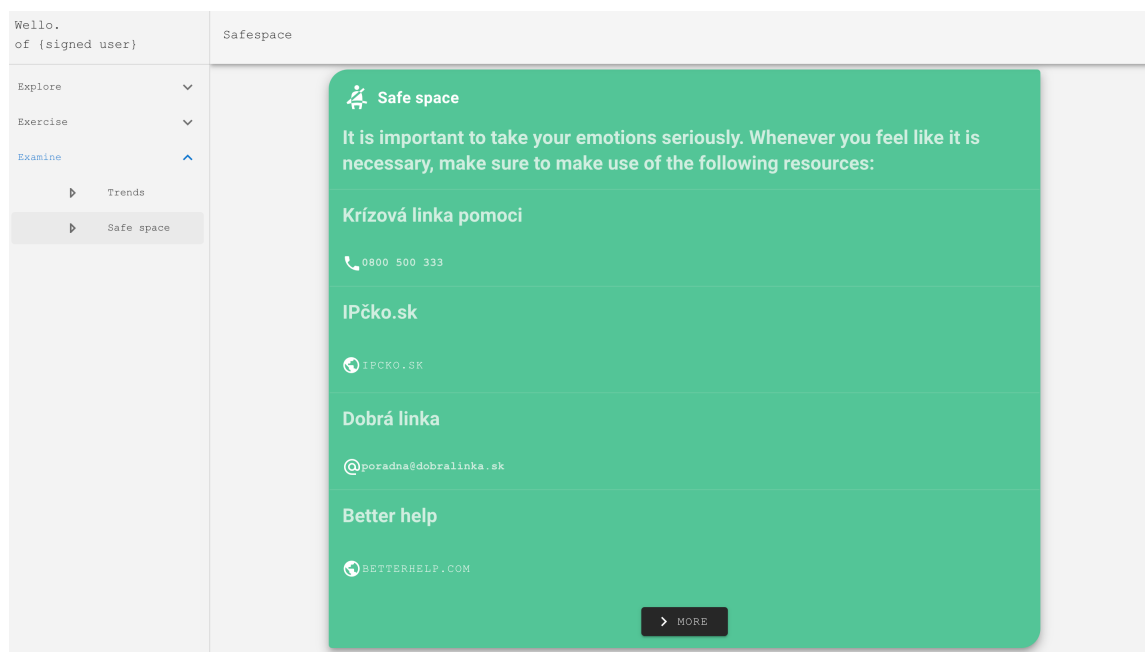 Wello.
of {signed user}
Safespace
Explore
Exercise
Examine
Trends
Safe space
Safe space
It is important to take your emotions seriously. Whenever you feel like it is
necessary, make sure to make use of the following resources:
Krízová linka pomoci
0800 500 333
IPčko.sk
IPCKO.SK
Dobrá linka
poradna@dobralinka.sk
Better help
BETTERHELP.COM
MORE